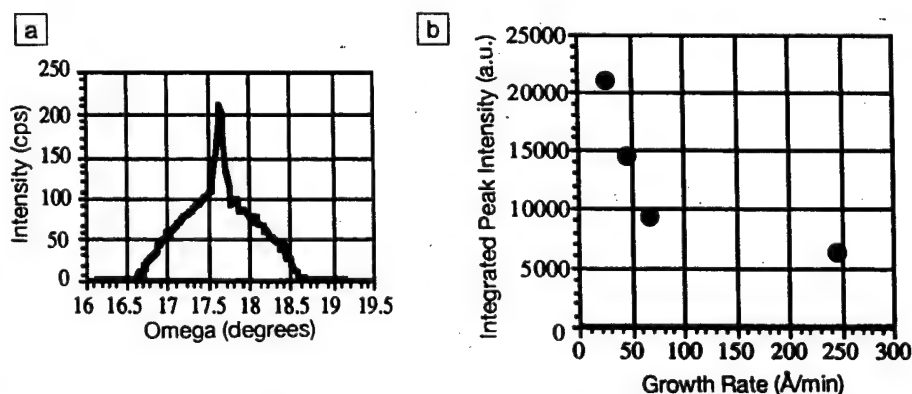 a
250
200
150
100
50
0
Intensity (cps)
16 16.5 17 17.5 18 18.5 19 19.5
Omega (degrees)
b
25000
20000
15000
10000
5000
0
Integrated Peak Intensity (a.u.)
0 50 100 150 200 250 300
Growth Rate (Å/min)